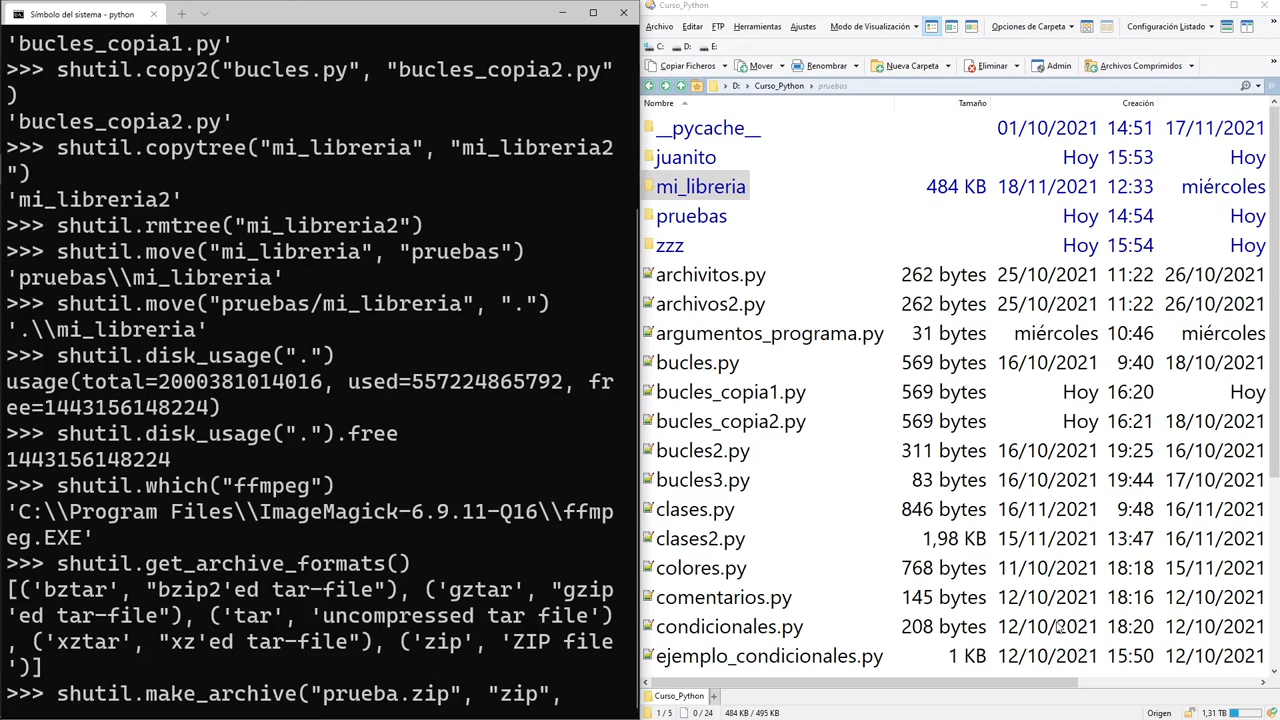 Símbolo del sistema - python
'bucles_copia1.py'
>>> shutil.copy2("bucles.py", "bucles_copia2.py"
)
'bucles_copia2.py'
>>> shutil.copytree("mi_libreria", "mi_libreria2
")
'mi_libreria2'
>>> shutil.rmtree("mi_libreria2")
>>> shutil.move("mi_libreria", "pruebas")
'pruebas\\mi_libreria'
>>> shutil.move("pruebas/mi_libreria", ".")
'.\\mi_libreria'
>>> shutil.disk_usage(".")
usage(total=2000381014016, used=557224865792, fr
ee=1443156148224)
>>> shutil.disk_usage(".").free
1443156148224
>>> shutil.which("ffmpeg")
'C:\\Program Files\\ImageMagick-6.9.11-Q16\\ffmp
eg.EXE'
>>> shutil.get_archive_formats()
[('bztar', "bzip2'ed tar-file"), ('gztar', "gzip
'ed tar-file"), ('tar', 'uncompressed tar file')
, ('xztar', "xz'ed tar-file"), ('zip', 'ZIP file
')]
>>> shutil.make_archive("prueba.zip", "zip",
Curso_Python
Archivo Editar FTP Herramientas Ajustes Modo de Visualización Opciones de Carpeta Configuración Listado
C: D: E:
Copiar Ficheros Mover Renombrar Nueva Carpeta Eliminar Admin Archivos Comprimidos
D: Curso_Python pruebas
Nombre Tamaño Creación
__pycache__ 01/10/2021 14:51 17/11/2021
juanito Hoy 15:53 Hoy
mi_libreria 484 KB 18/11/2021 12:33 miércoles
pruebas Hoy 14:54 Hoy
zzz Hoy 15:54 Hoy
archivitos.py 262 bytes 25/10/2021 11:22 26/10/2021
archivos2.py 262 bytes 25/10/2021 11:22 26/10/2021
argumentos_programa.py 31 bytes miércoles 10:46 miércoles
bucles.py 569 bytes 16/10/2021 9:40 18/10/2021
bucles_copia1.py 569 bytes Hoy 16:20 Hoy
bucles_copia2.py 569 bytes Hoy 16:21 18/10/2021
bucles2.py 311 bytes 16/10/2021 19:25 16/10/2021
bucles3.py 83 bytes 16/10/2021 19:44 17/10/2021
clases.py 846 bytes 16/11/2021 9:48 16/11/2021
clases2.py 1,98 KB 15/11/2021 13:47 16/11/2021
colores.py 768 bytes 11/10/2021 18:18 15/11/2021
comentarios.py 145 bytes 12/10/2021 18:16 12/10/2021
condicionales.py 208 bytes 12/10/2021 18:20 12/10/2021
ejemplo_condicionales.py 1 KB 12/10/2021 15:50 12/10/2021
Curso_Python
1 / 5 0 / 24 484 KB / 495 KB Origen 1,31 TB